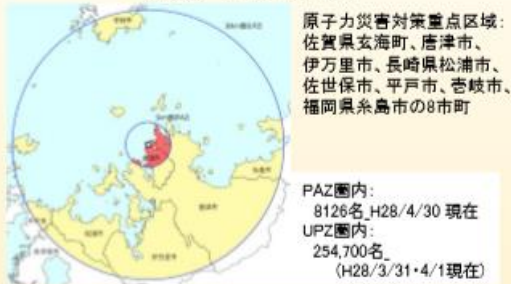 原子力災害対策重点区域:
佐賀県玄海町、唐津市、
伊万里市、長崎県松浦市、
佐世保市、平戸市、壱岐市、
福岡県糸島市の8市町
PAZ圏内:
8126名_H28/4/30 現在
UPZ圏内:
254,700名_
(H28/3/31・4/1現在)